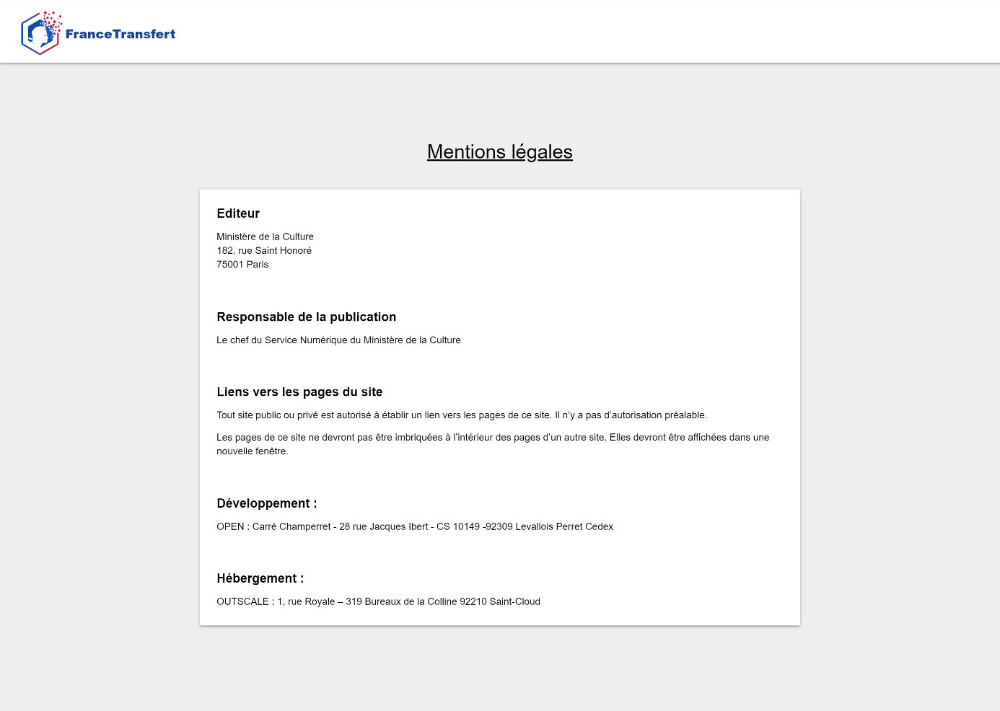 FranceTransfert
Mentions légales
Editeur
Ministère de la Culture
182, rue Saint Honoré
75001 Paris
Responsable de la publication
Le chef du Service Numérique du Ministère de la Culture
Liens vers les pages du site
Tout site public ou privé est autorisé à établir un lien vers les pages de ce site. Il n’y a pas d’autorisation préalable.
Les pages de ce site ne devront pas être imbriquées à l’intérieur des pages d’un autre site. Elles devront être affichées dans une
nouvelle fenêtre.
Développement :
OPEN : Carré Champerret - 28 rue Jacques Ibert - CS 10149 -92309 Levallois Perret Cedex
Hébergement :
OUTSCALE : 1, rue Royale – 319 Bureaux de la Colline 92210 Saint-Cloud